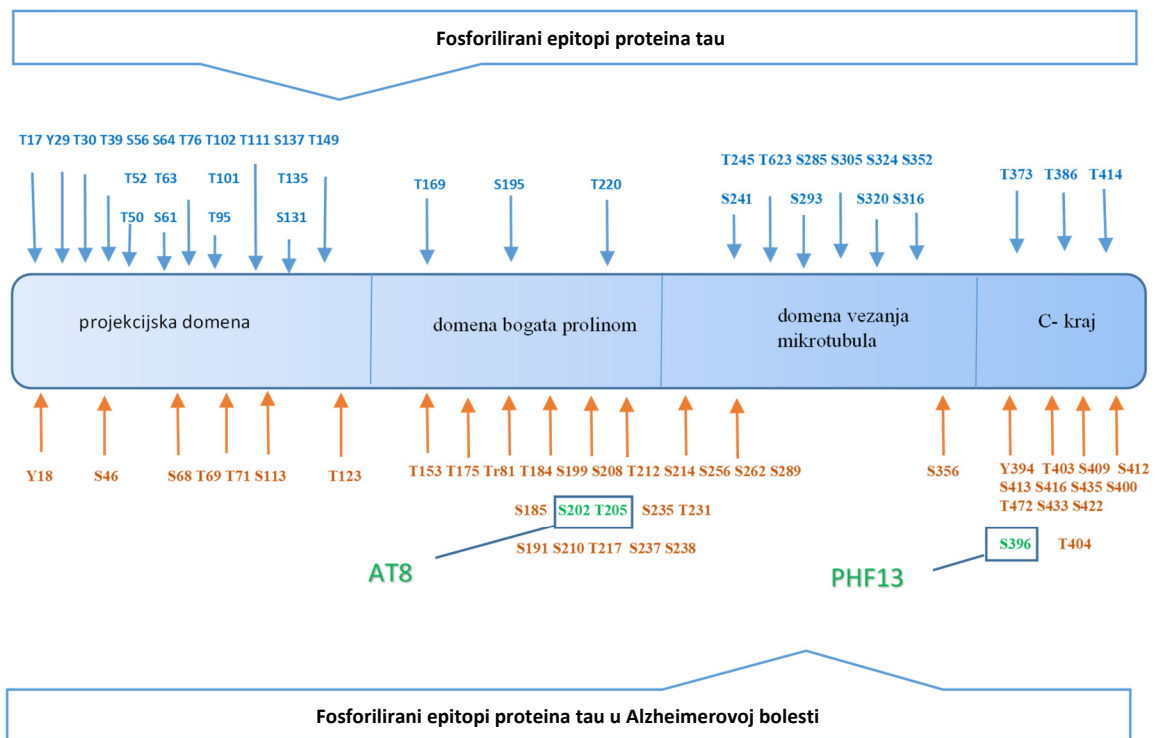 Fosforilirani epitopi proteina tau
T17 Y29 T30 T39 S56 S64 T76 T102 T111 S137 T149
T52 T63 T101 T135
T50 S61 T95 S131
T169 S195 T220
T245 T623 S285 S305 S324 S352
S241 S293 S320 S316
T373 T386 T414
projekcijska domena
domena bogata prolinom
domena vezanja
mikrotubula
C- kraj
Y18 S46 S68 T69 T71 S113 T123
T153 T175 Tr81 T184 S199 S208 T212 S214 S256 S262 S289
S185 S202 T205 S235 T231
S191 S210 T217 S237 S238
AT8
S356
Y394 T403 S409 S412
S413 S416 S435 S400
T472 S433 S422
S396 T404
PHF13
Fosforilirani epitopi proteina tau u Alzheimerovoj bolesti